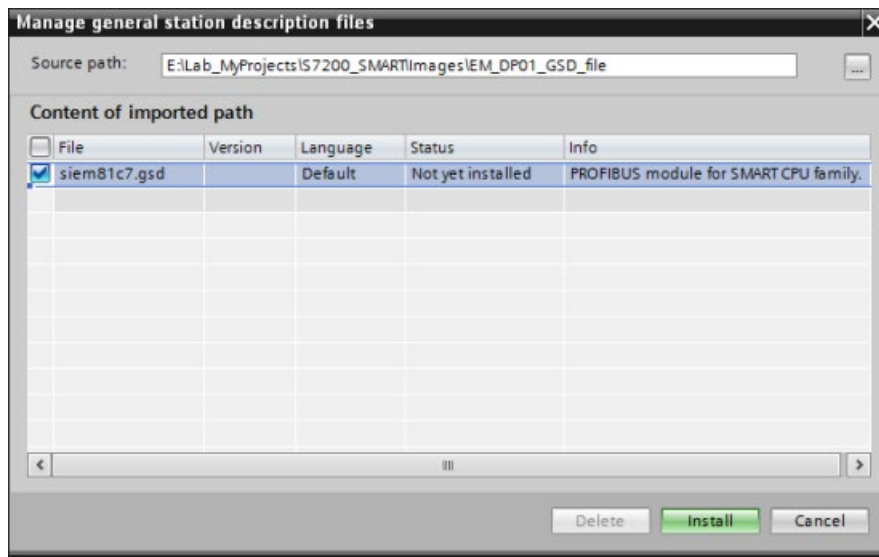 Manage general station description files
Source path: E:\Lab_MyProjects\S7200_SMART\Images\EM_DP01_GSD_file ...
Content of imported path
File Version Language Status Info
siem81c7.gsd Default Not yet installed PROFIBUS module for SMART CPU family.
Delete Install Cancel